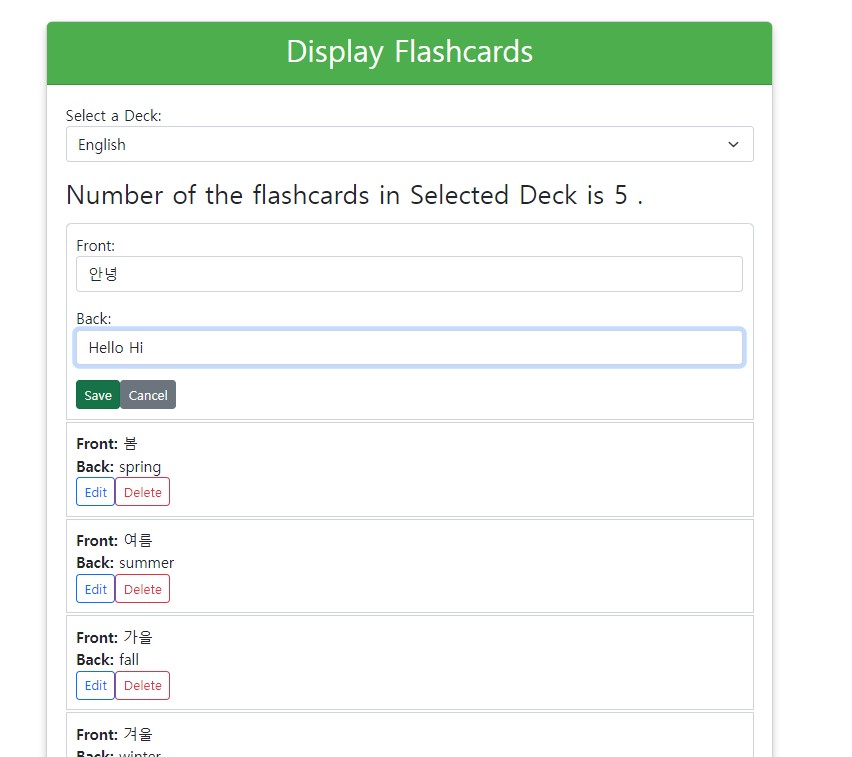 Display Flashcards
Select a Deck:
English
Number of the flashcards in Selected Deck is 5 .
Front:
안녕
Back:
Hello Hi
Save Cancel
Front: 봄
Back: spring
Edit Delete
Front: 여름
Back: summer
Edit Delete
Front: 가을
Back: fall
Edit Delete
Front: 겨울
Back: winter